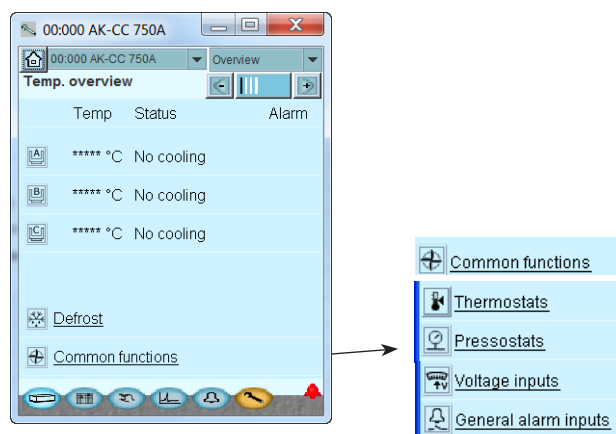 00:000 AK-CC 750A
00:000 AK-CC 750A Overview
Temp. overview
Temp Status Alarm
A ***** °C No cooling
B ***** °C No cooling
C ***** °C No cooling
Defrost
Common functions
Common functions
Thermostats
Pressostats
Voltage inputs
General alarm inputs